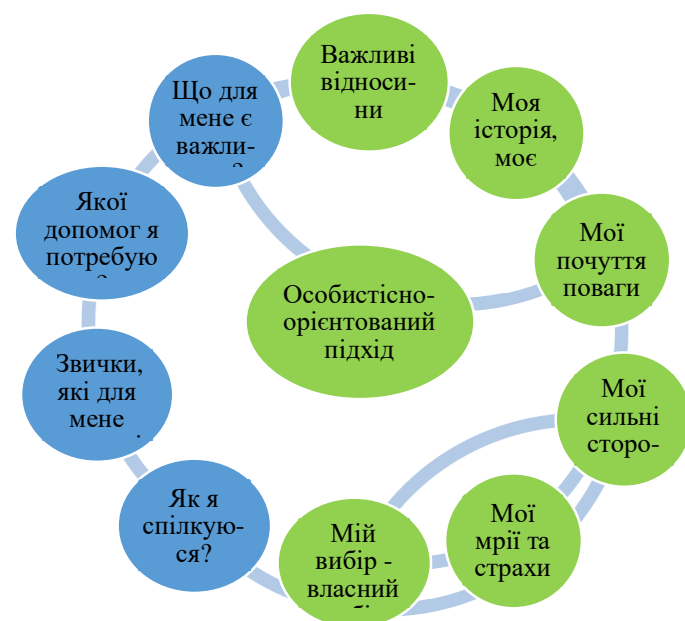 Важливі
відноси-
ни
Моя
історія,
моє
Мої
почуття
поваги
Мої
сильні
сторо-
Мої
мрії та
страхи
Мій
вибір -
власний
Як я
спілкую-
ся?
Звички,
які для
мене
Якої
допомог я
потребую
?
Що для
мене є
важли-
?
Особистісно-
орієнтований
підхід